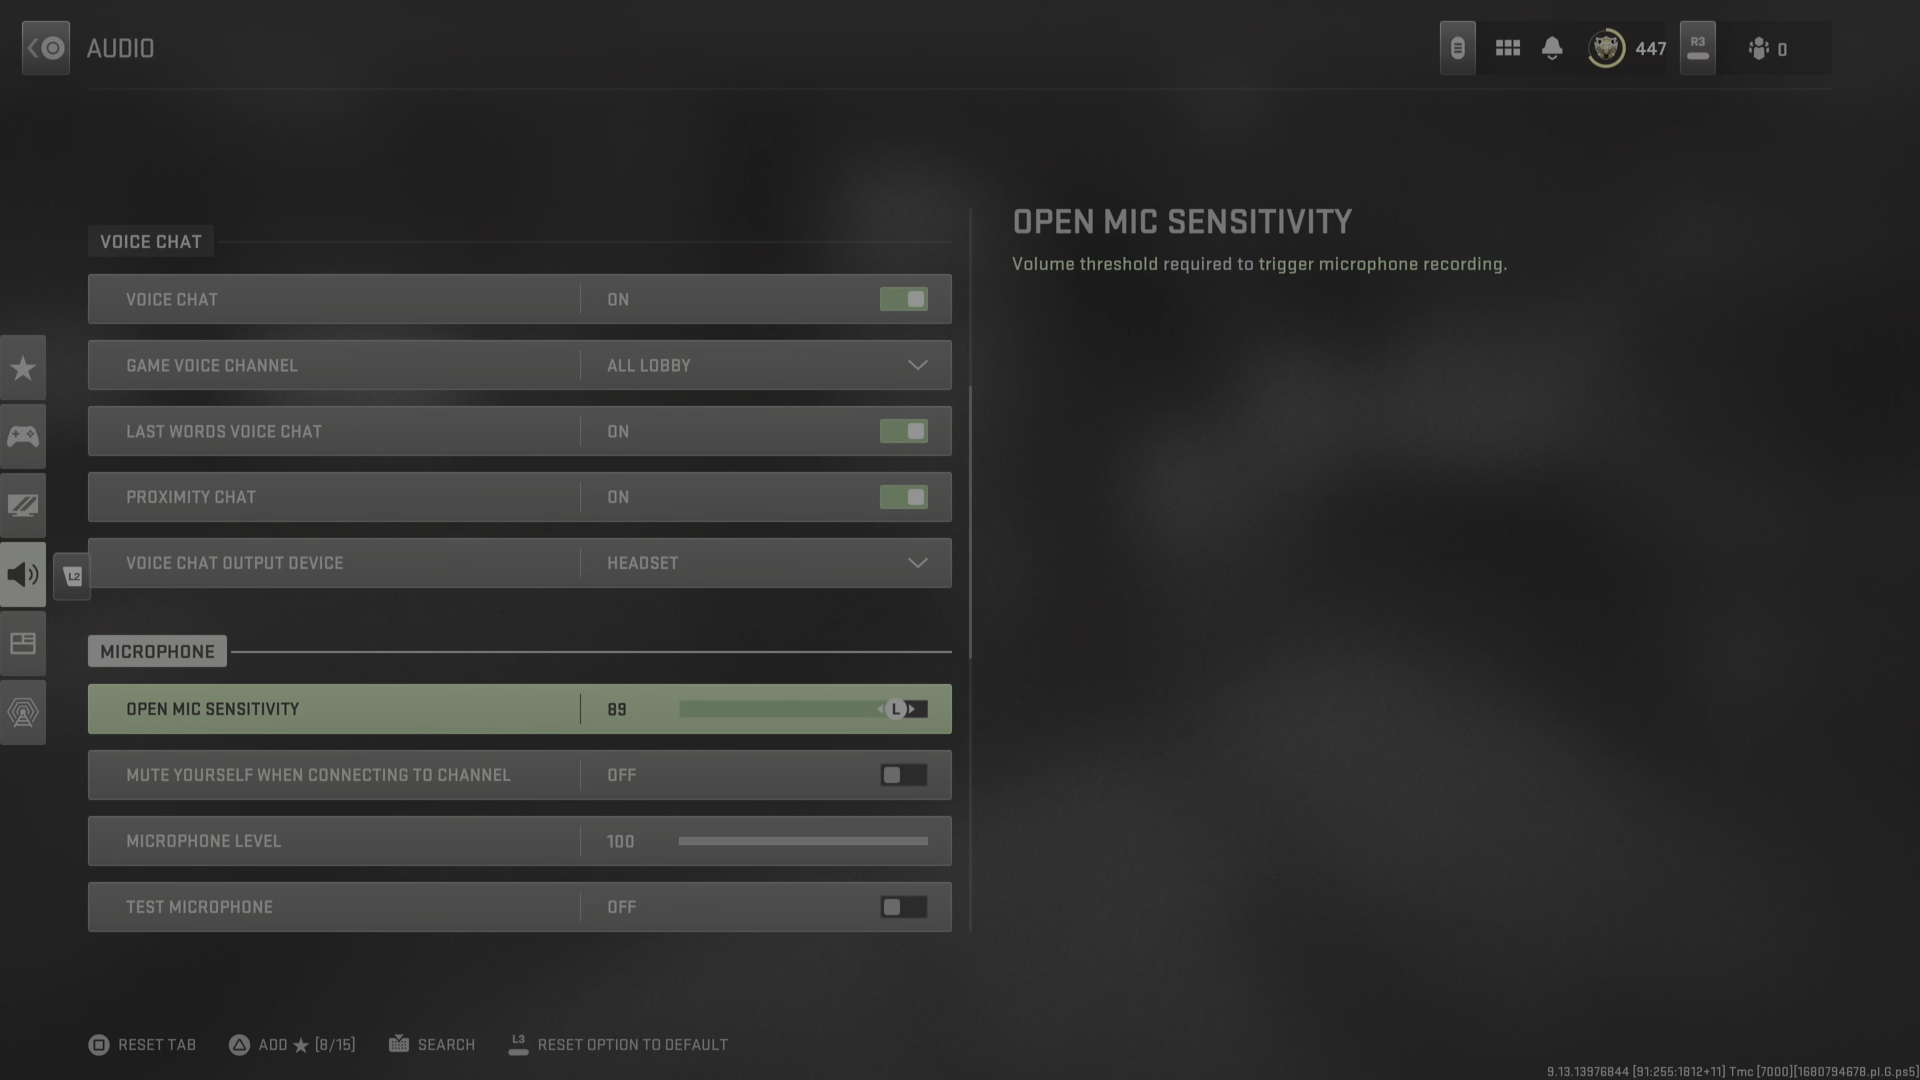 AUDIO
447
R3
0
VOICE CHAT
VOICE CHAT ON
GAME VOICE CHANNEL ALL LOBBY
LAST WORDS VOICE CHAT ON
PROXIMITY CHAT ON
VOICE CHAT OUTPUT DEVICE HEADSET
L2
MICROPHONE
OPEN MIC SENSITIVITY 89 L
MUTE YOURSELF WHEN CONNECTING TO CHANNEL OFF
MICROPHONE LEVEL 100
TEST MICROPHONE OFF
OPEN MIC SENSITIVITY
Volume threshold required to trigger microphone recording.
RESET TAB ADD ★ [8/15] SEARCH L3 RESET OPTION TO DEFAULT
9.13.13976844 [91:255:1812+11] Tmc [7000][1680794678.pl.G.ps5]